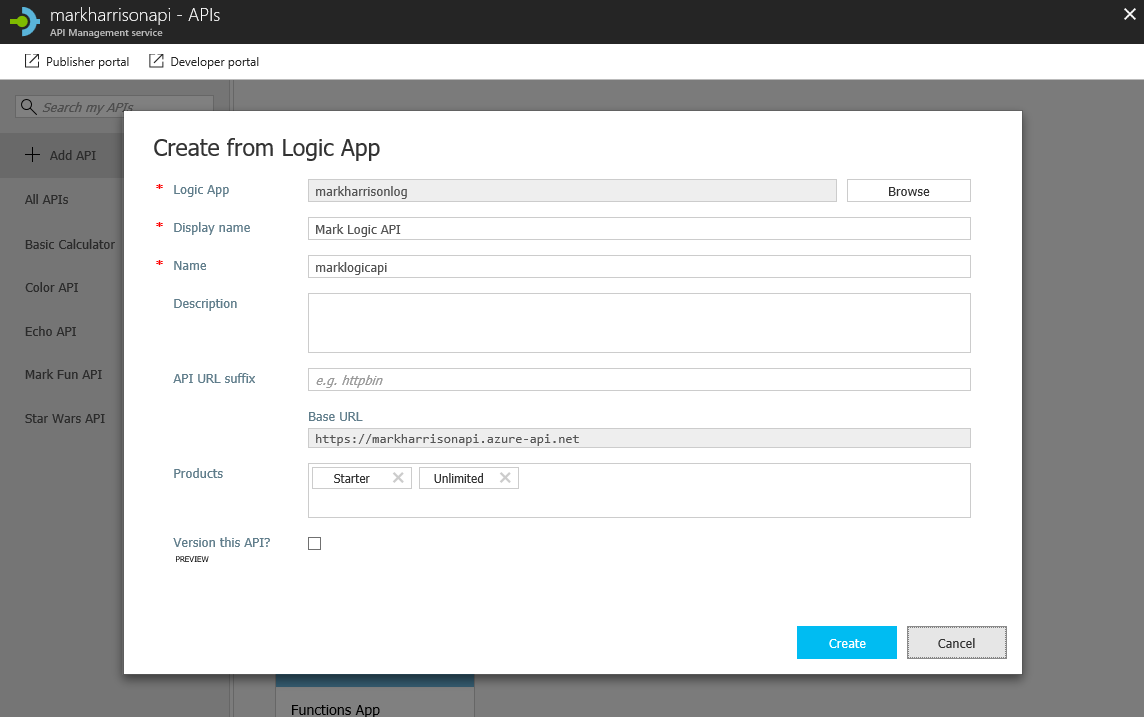 markharrisonapi - APIs
API Management service
Publisher portal
Developer portal
Search my APIs
Add API
All APIs
Basic Calculator
Color API
Echo API
Mark Fun API
Star Wars API
Create from Logic App
* Logic App
markharrisonlog
Browse
* Display name
Mark Logic API
* Name
marklogicapi
Description
API URL suffix
e.g. httpbin
Base URL
https://markharrisonapi.azure-api.net
Products
Starter
Unlimited
Version this API?
PREVIEW
Create
Cancel
Functions App